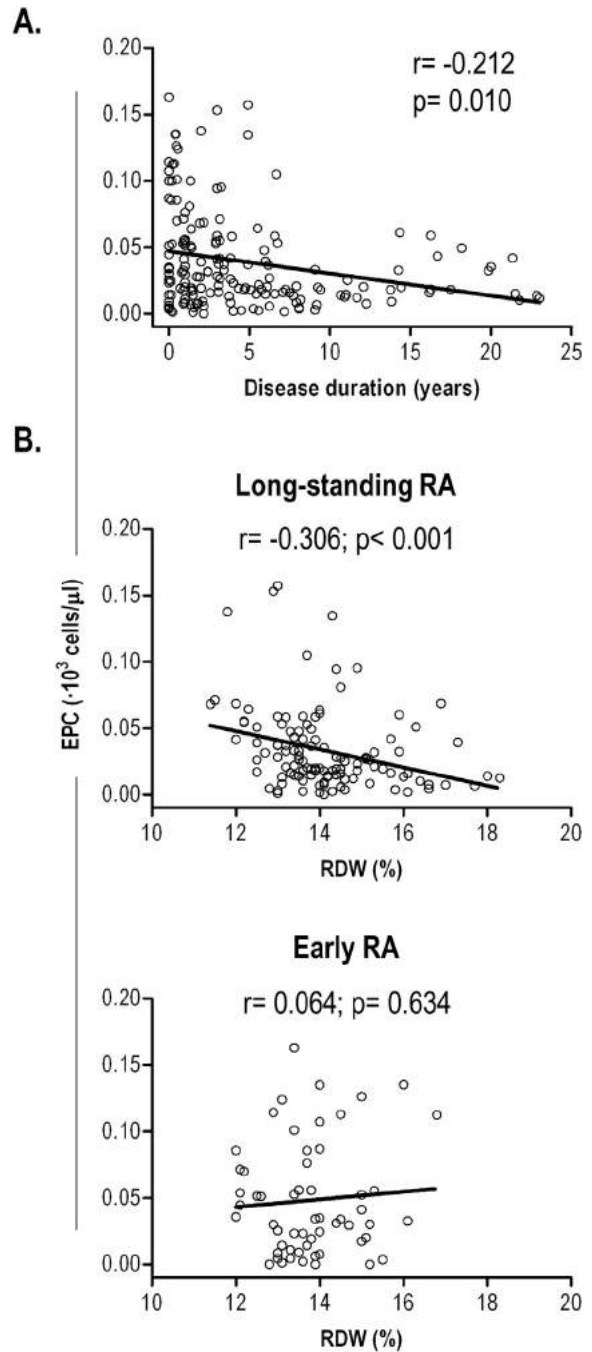 A.
r= -0.212
p= 0.010
0.20
0.15
0.10
0.05
0.00
0 5 10 15 20 25
Disease duration (years)
B.
EPC (·10³ cells/µl)
Long-standing RA
r= -0.306; p< 0.001
0.20
0.15
0.10
0.05
0.00
10 12 14 16 18 20
RDW (%)
Early RA
r= 0.064; p= 0.634
0.20
0.15
0.10
0.05
0.00
10 12 14 16 18 20
RDW (%)